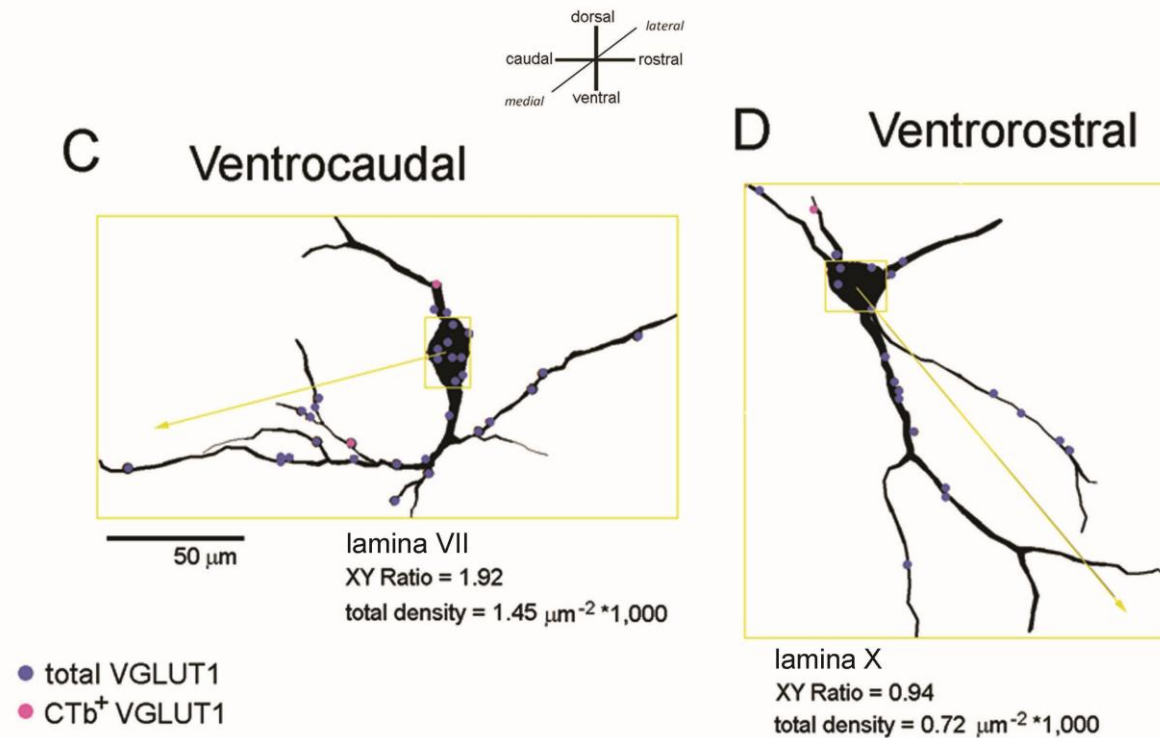 dorsal
lateral
caudal
rostral
medial
ventral
C
Ventrocaudal
D
Ventrorostral
50 μm
lamina VII
XY Ratio = 1.92
total density = 1.45 μm⁻² *1,000
lamina X
XY Ratio = 0.94
total density = 0.72 μm⁻² *1,000
total VGLUT1
CTb⁺ VGLUT1